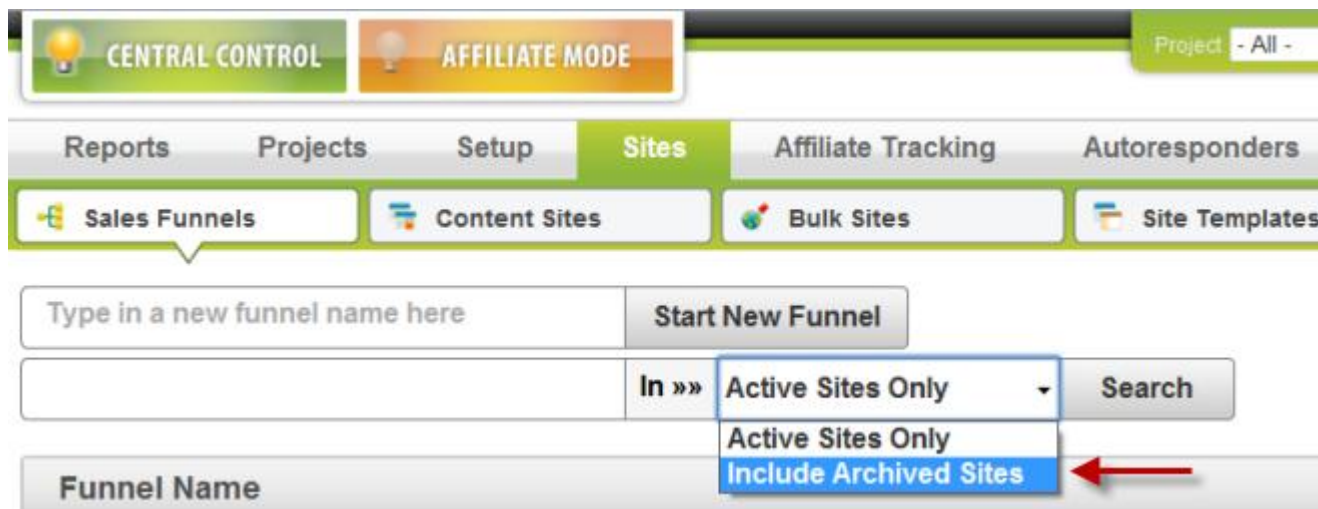 CENTRAL CONTROL AFFILIATE MODE Project - All -
Reports Projects Setup Sites Affiliate Tracking Autoresponders
Sales Funnels Content Sites Bulk Sites Site Templates
Type in a new funnel name here Start New Funnel
In »» Active Sites Only Search
Active Sites Only
Include Archived Sites
Funnel Name